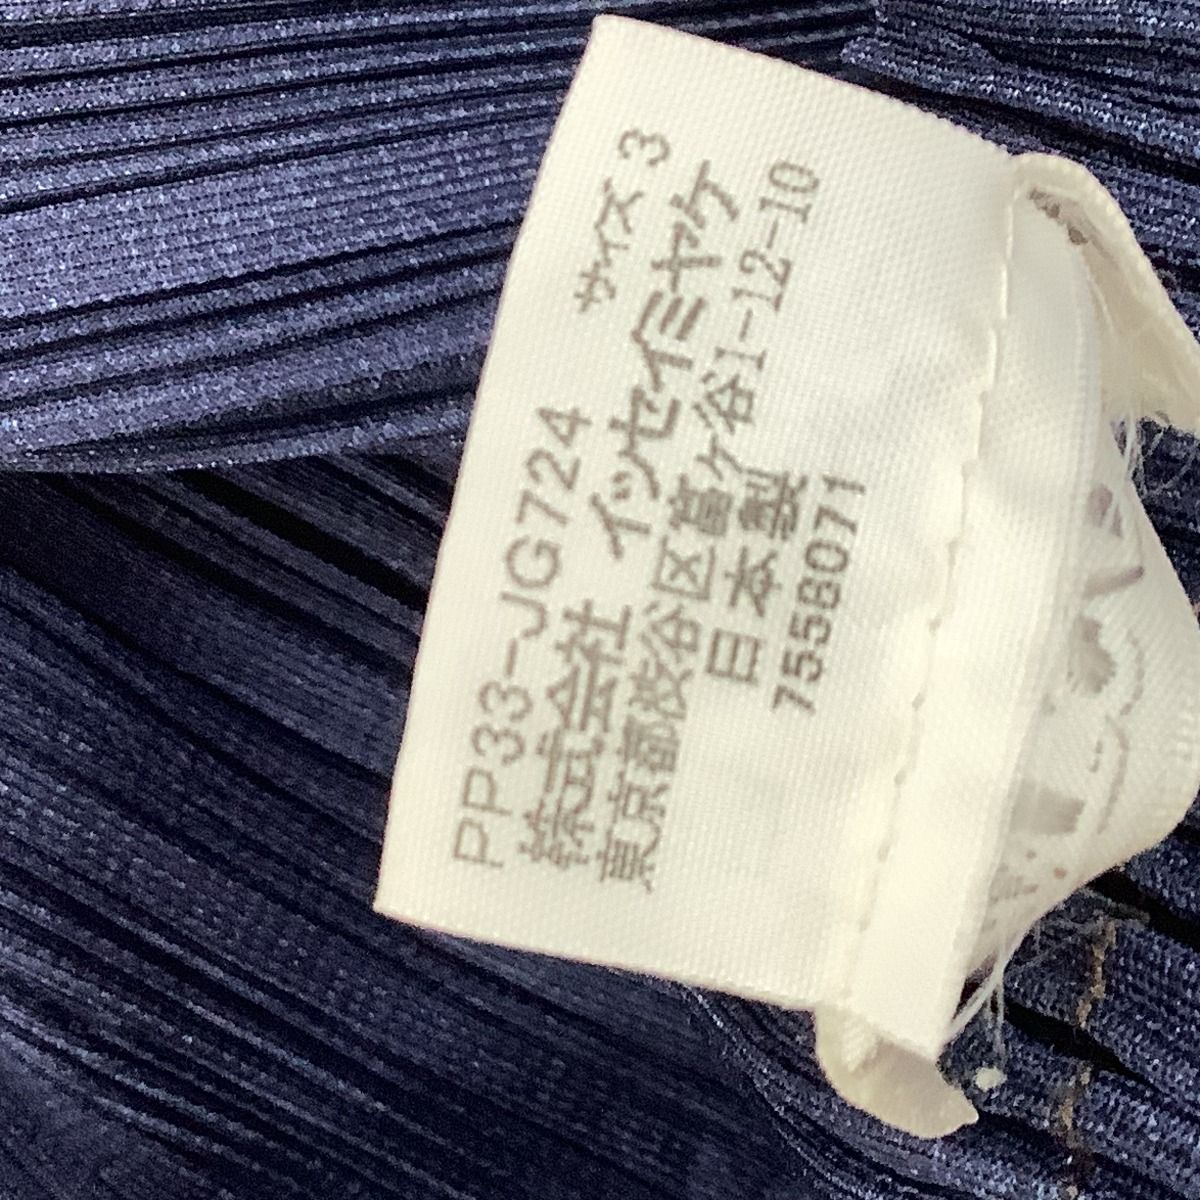 PP33-JG724 サイズ 3
株式会社 イッセイミヤケ
東京都渋谷区富ヶ谷1-12-10
日本製
7558071